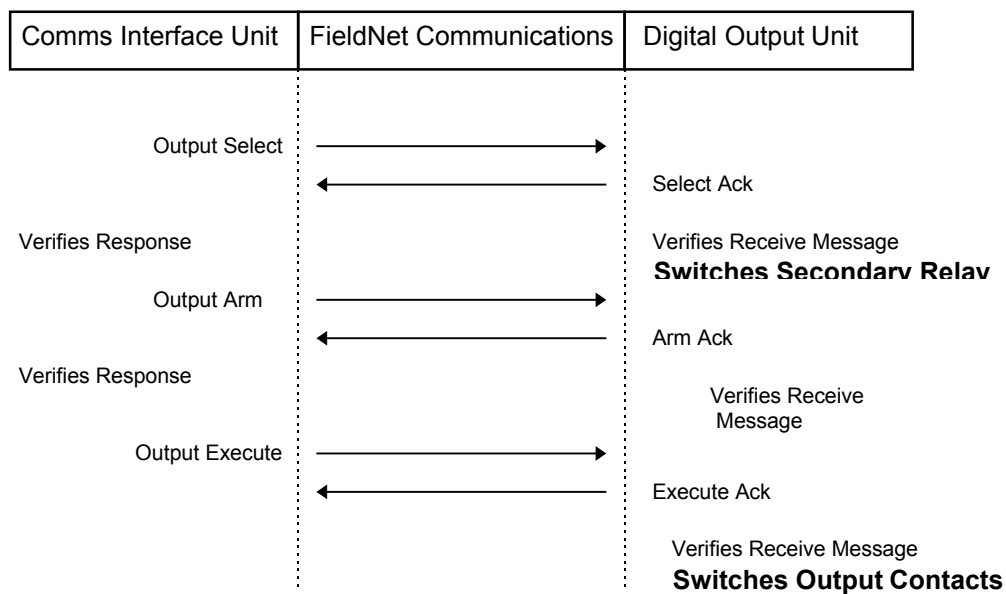 Comms Interface Unit FieldNet Communications Digital Output Unit
Output Select
Select Ack
Verifies Response Verifies Receive Message
Switches Secondary Relay
Output Arm
Arm Ack
Verifies Response
Verifies Receive
Message
Output Execute
Execute Ack
Verifies Receive Message
Switches Output Contacts